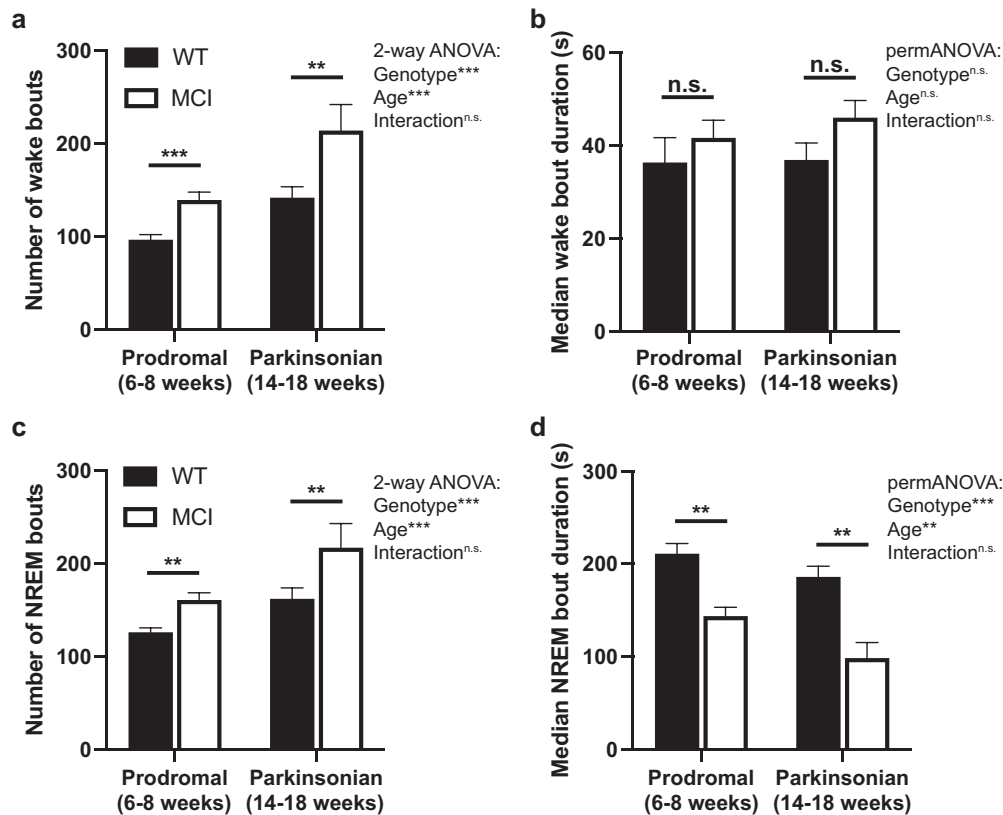 a
Number of wake bouts
300
200
100
0
WT
MCI
***
**
2-way ANOVA:
Genotype***
Age***
Interactionn.s.
Prodromal
(6-8 weeks)
Parkinsonian
(14-18 weeks)
b
Median wake bout duration (s)
60
40
20
0
n.s.
n.s.
permANOVA:
Genotypen.s.
Agen.s.
Interactionn.s.
Prodromal
(6-8 weeks)
Parkinsonian
(14-18 weeks)
c
Number of NREM bouts
300
200
100
0
WT
MCI
**
**
2-way ANOVA:
Genotype***
Age***
Interactionn.s.
Prodromal
(6-8 weeks)
Parkinsonian
(14-18 weeks)
d
Median NREM bout duration (s)
300
200
100
0
**
**
permANOVA:
Genotype***
Age**
Interactionn.s.
Prodromal
(6-8 weeks)
Parkinsonian
(14-18 weeks)